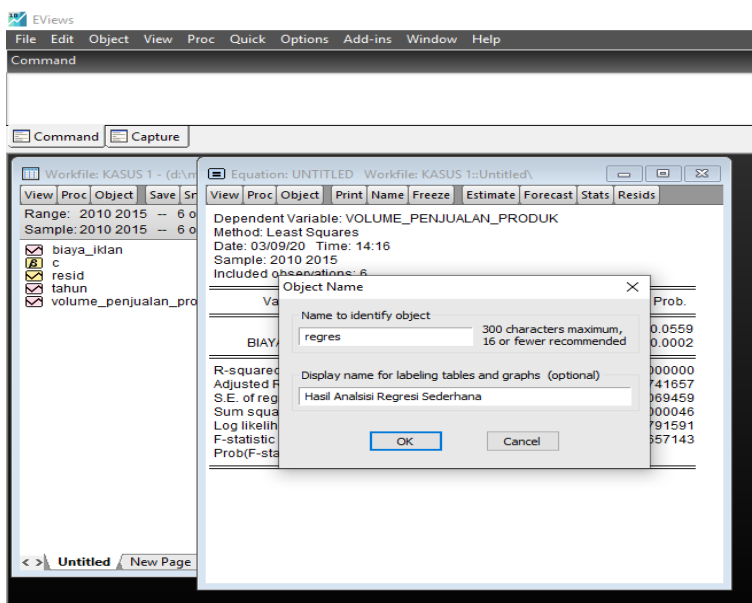 EViews
File Edit Object View Proc Quick Options Add-ins Window Help
Command
Command Capture
Workfile: KASUS 1 - (d:\m
View Proc Object Save Sn
Range: 2010 2015 -- 6 o
Sample: 2010 2015 -- 6 o
biaya_iklan
β c
resid
tahun
volume_penjualan_pro
< > Untitled New Page
Equation: UNTITLED Workfile: KASUS 1::Untitled\
View Proc Object Print Name Freeze Estimate Forecast Stats Resids
Dependent Variable: VOLUME_PENJUALAN_PRODUK
Method: Least Squares
Date: 03/09/20 Time: 14:16
Sample: 2010 2015
Included observations: 6
Va Prob.
0.0559
BIAYA 0.0002
R-squared 000000
Adjusted R 741657
S.E. of reg 069459
Sum squa 000046
Log likelih 791591
F-statistic 657143
Prob(F-sta
Object Name
Name to identify object
regres
300 characters maximum,
16 or fewer recommended
Display name for labeling tables and graphs (optional)
Hasil Analsisi Regresi Sederhana
OK Cancel